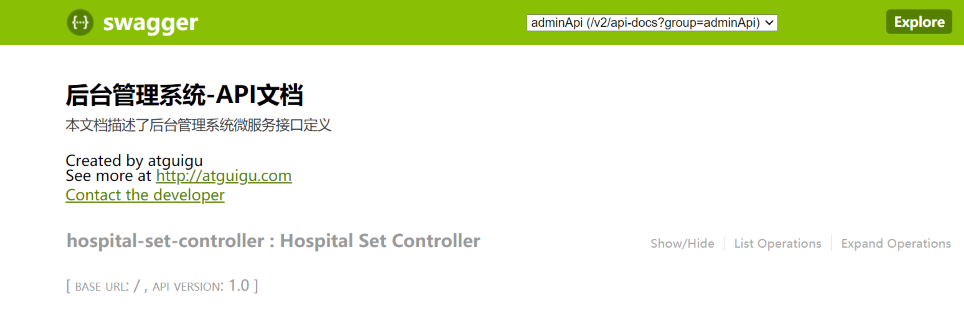 swagger
adminApi (/v2/api-docs?group=adminApi)
Explore
后台管理系统-API文档
本文档描述了后台管理系统微服务接口定义
Created by atguigu
See more at http://atguigu.com
Contact the developer
hospital-set-controller : Hospital Set Controller
Show/Hide
List Operations
Expand Operations
[ BASE URL: / , API VERSION: 1.0 ]